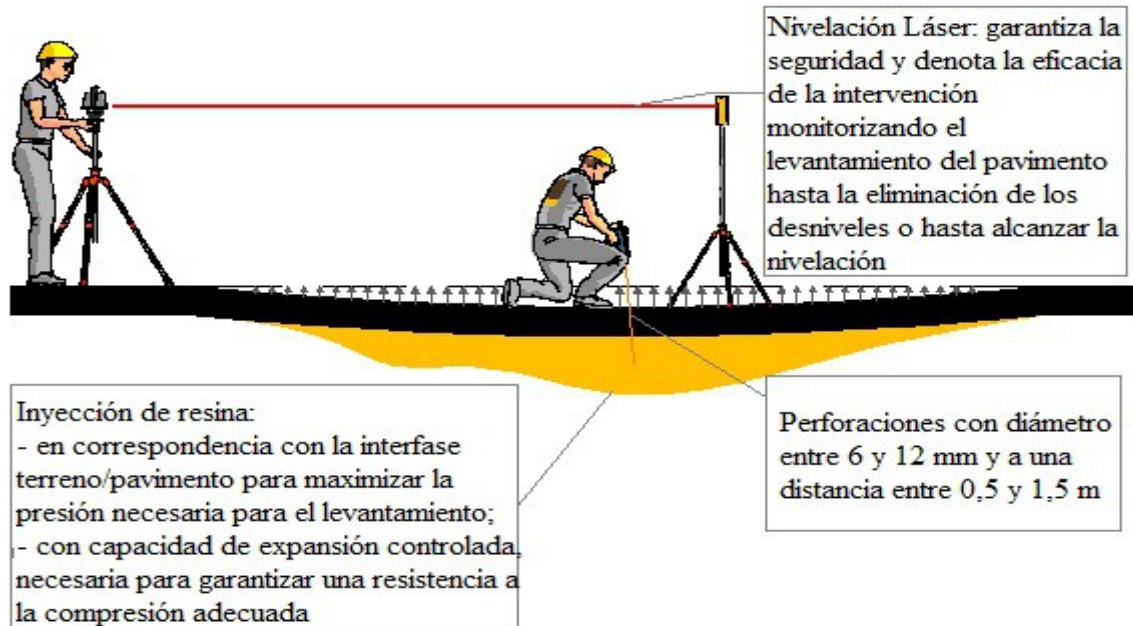 Nivelación Láser: garantiza la
seguridad y denota la eficacia
de la intervención
monitorizando el
levantamiento del pavimento
hasta la eliminación de los
desniveles o hasta alcanzar la
nivelación
Inyección de resina:
- en correspondencia con la interfase
terreno/pavimento para maximizar la
presión necesaria para el levantamiento;
- con capacidad de expansión controlada,
necesaria para garantizar una resistencia a
la compresión adecuada
Perforaciones con diámetro
entre 6 y 12 mm y a una
distancia entre 0,5 y 1,5 m